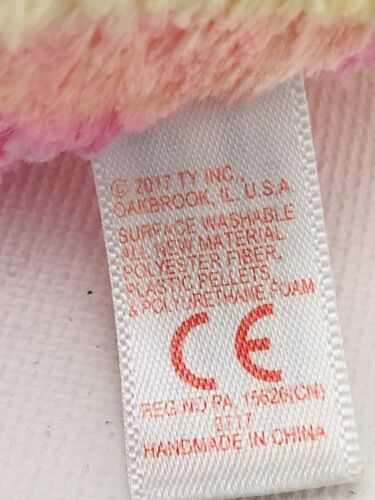 © 2017 TY INC.,
OAKBROOK, IL. U.S.A
SURFACE WASHABLE
ALL NEW MATERIAL
POLYESTER FIBER,
PLASTIC PELLETS
& POLYURETHANE FOAM
CE
REG.NO PA. 15626(CN)
0717
HANDMADE IN CHINA